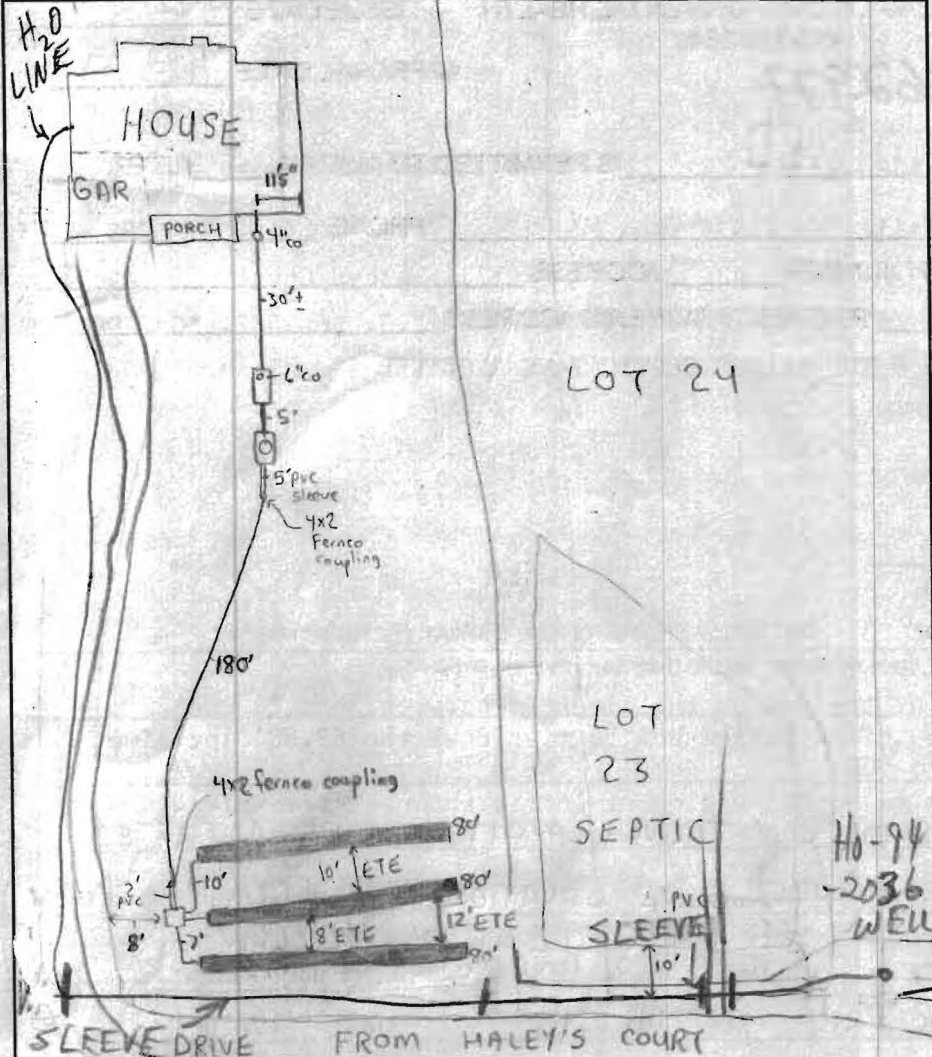 H₂O
LINE
HOUSE
GAR
11'5"
PORCH
4"co
30'±
6"co
5'
5'pvc
sleeve
4x2
Fernco
coupling
LOT 24
180'
LOT
23
SEPTIC
4x2 fernco coupling
80'
10'
10' ETE
2'
pvc
80'
8'
7'
8'ETE
12'ETE
80'
PVC
SLEEVE
10'
Ho-94
-2036
WELL
SLEEVE DRIVE FROM HALEY'S COURT